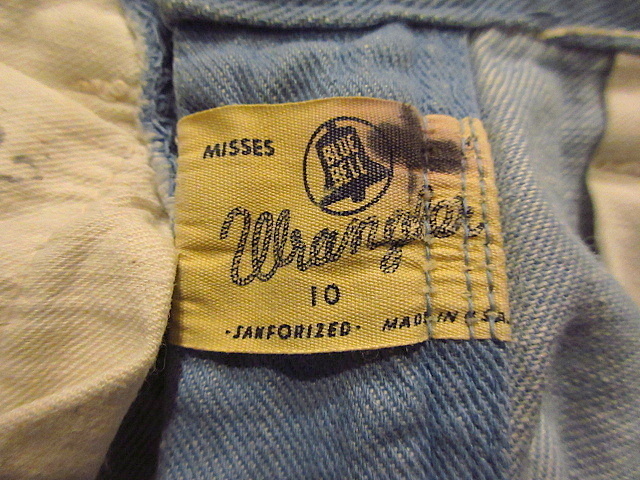 MISSES
BLUE
BELL
Wrangler
10
·SANFORIZED· MADE IN U.S.A.